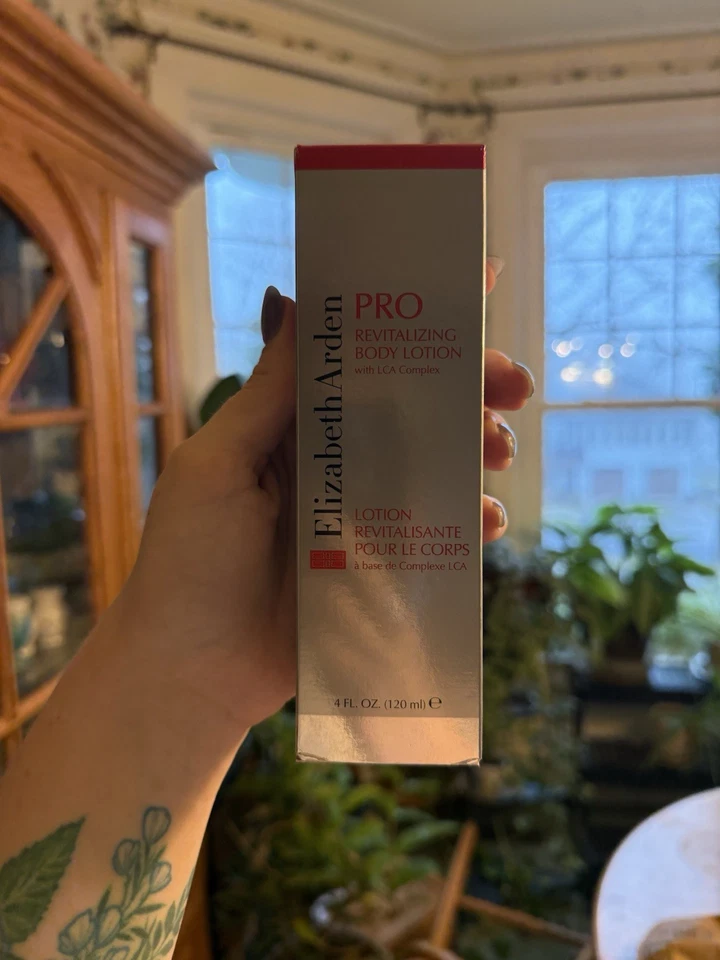 Elizabeth Arden
PRO
REVITALIZING
BODY LOTION
with LCA Complex
LOTION
REVITALISANTE
POUR LE CORPS
à base de Complexe LCA
4 FL. OZ. (120 ml) ℮